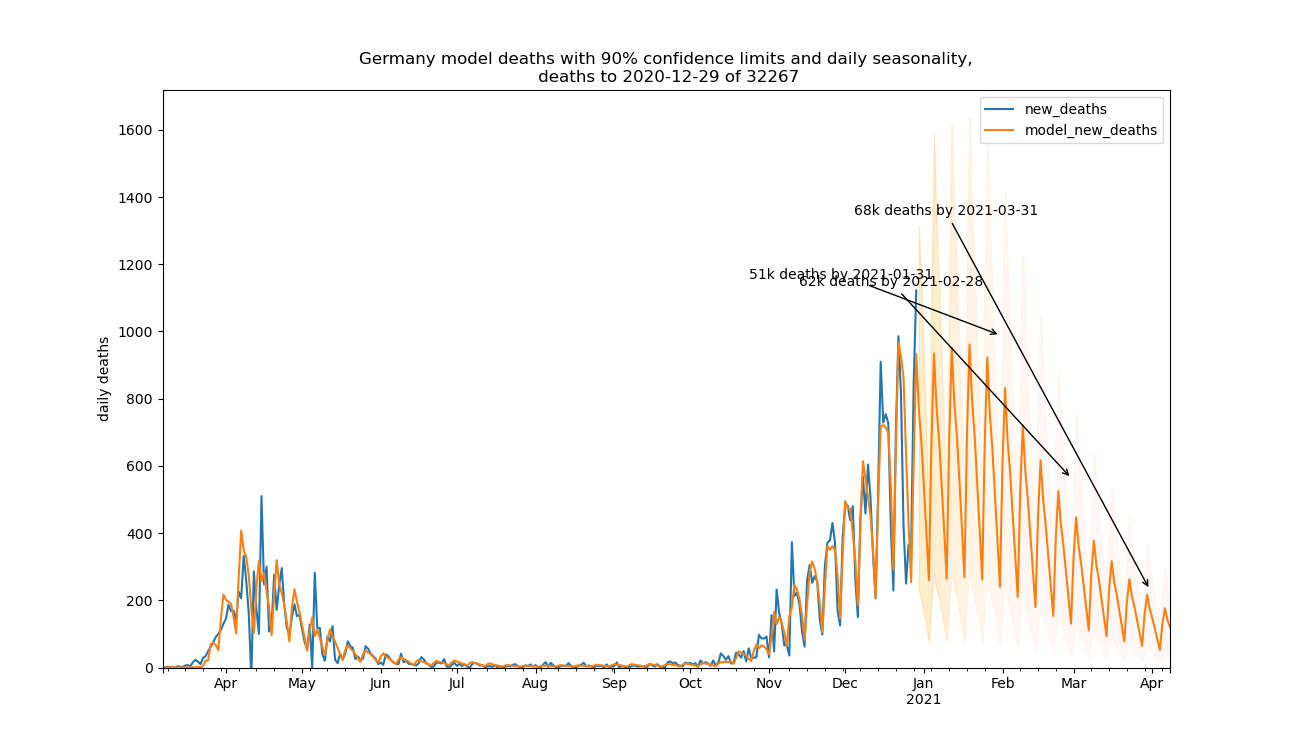 Germany model deaths with 90% confidence limits and daily seasonality,
deaths to 2020-12-29 of 32267
new_deaths
model_new_deaths
1600
1400
1200
1000
800
600
400
200
0
daily deaths
68k deaths by 2021-03-31
51k deaths by 2021-01-31
62k deaths by 2021-02-28
Apr May Jun Jul Aug Sep Oct Nov Dec Jan Feb Mar Apr
2021